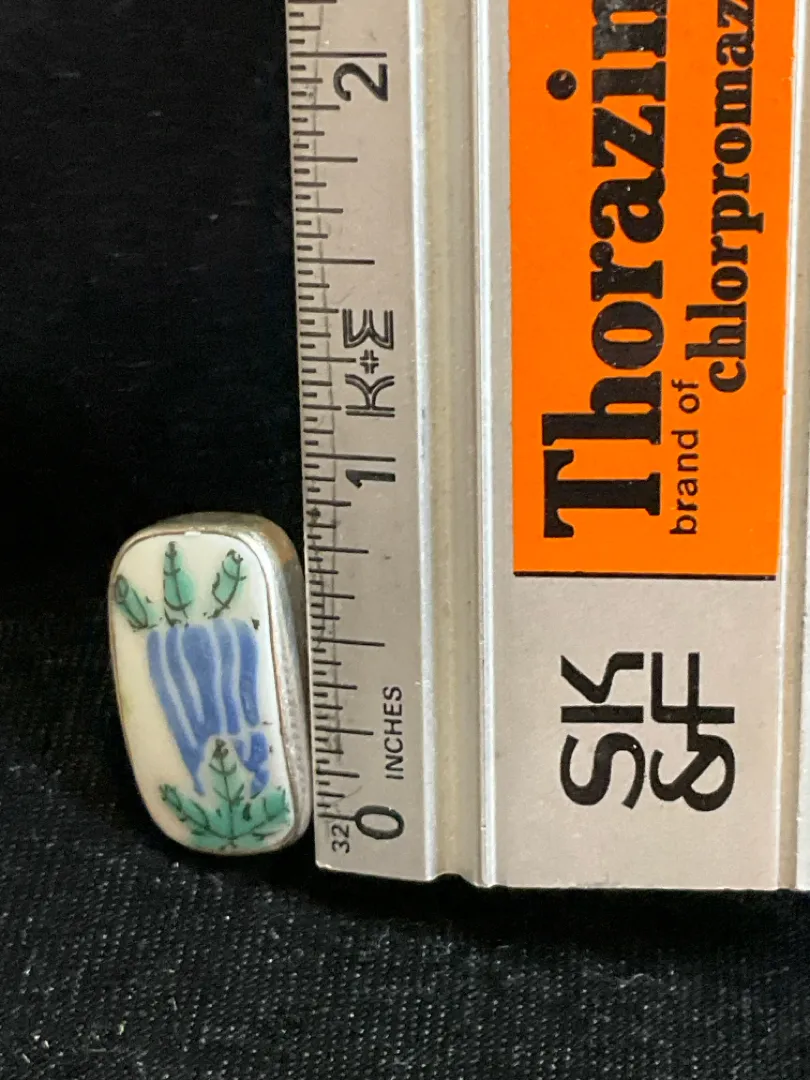 32
0
INCHES
1
K+E
2
SK
&F
Thorazin
brand of
chlorpromaz